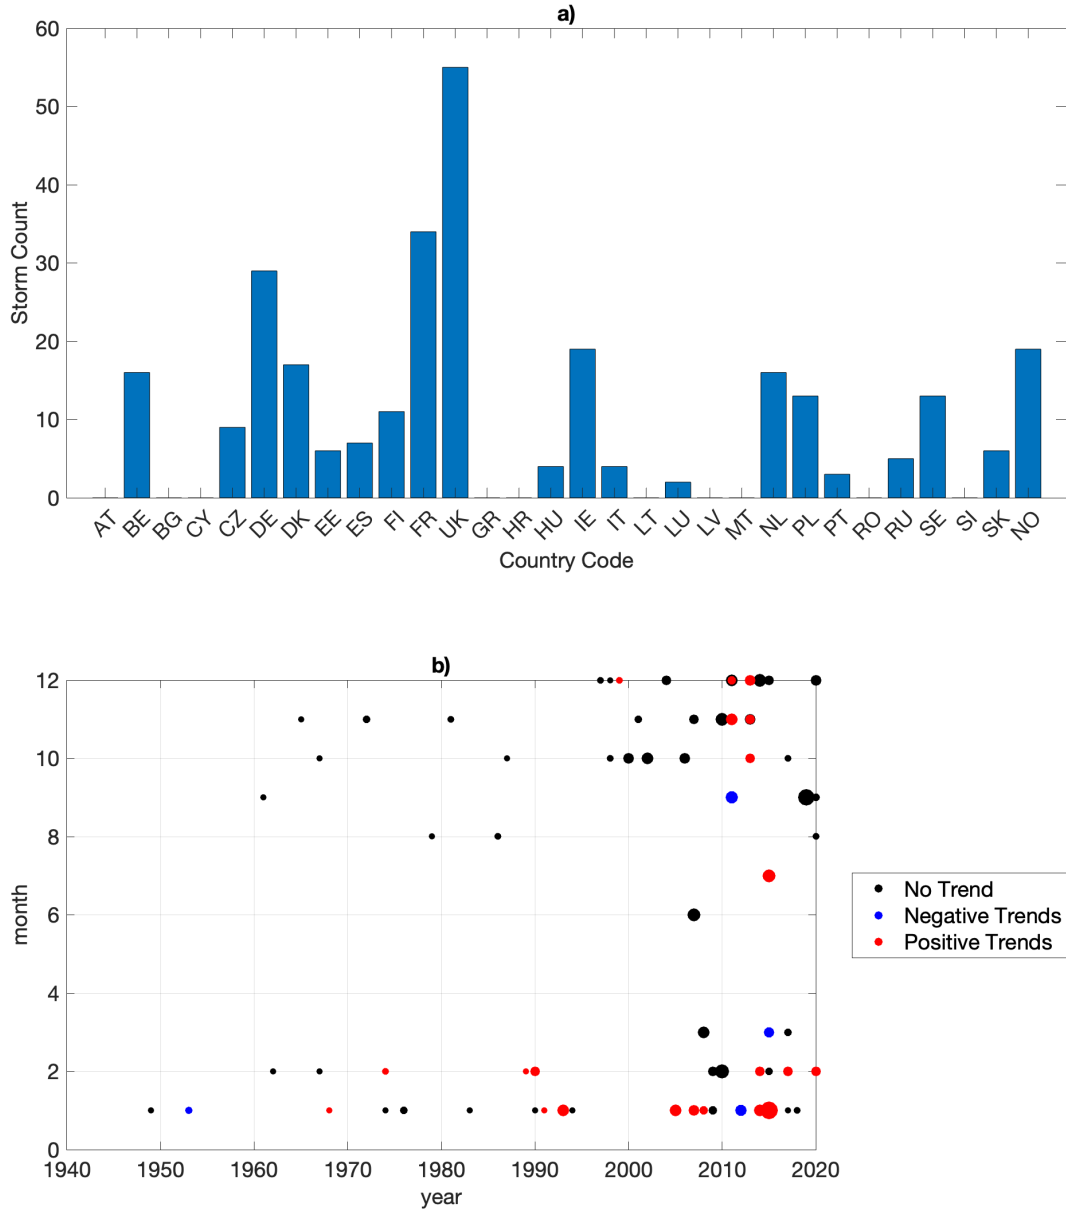 a)
60
50
40
30
20
10
0
Storm Count
AT BE BG CY CZ DE DK EE ES FI FR UK GR HR HU IE IT LT LU LV MT NL PL PT RO RU SE SI SK NO
Country Code
b)
12
10
8
6
4
2
0
month
1940 1950 1960 1970 1980 1990 2000 2010 2020
year
No Trend
Negative Trends
Positive Trends